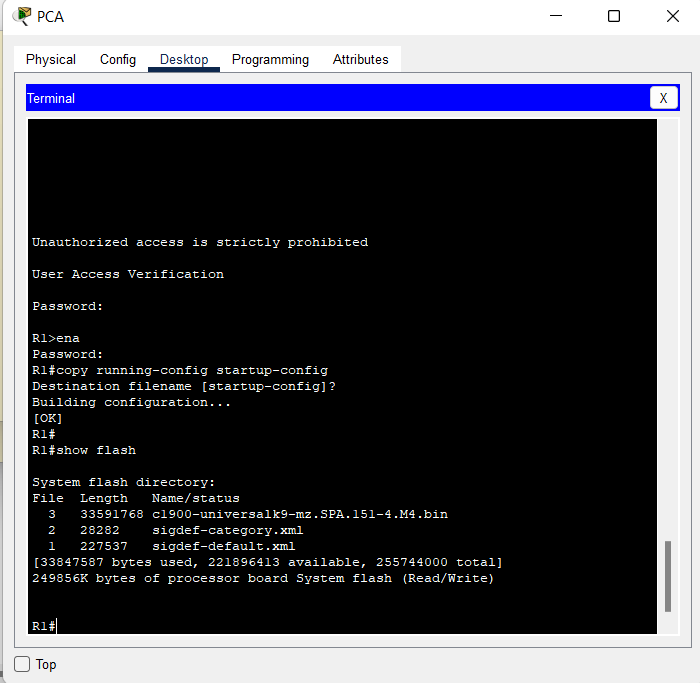 PCA
Physical Config Desktop Programming Attributes
Terminal X
Unauthorized access is strictly prohibited
User Access Verification
Password:
R1>ena
Password:
R1#copy running-config startup-config
Destination filename [startup-config]?
Building configuration...
[OK]
R1#
R1#show flash
System flash directory:
File  Length   Name/status
  3   33591768 c1900-universalk9-mz.SPA.151-4.M4.bin
  2   28282    sigdef-category.xml
  1   227537   sigdef-default.xml
[33847587 bytes used, 221896413 available, 255744000 total]
249856K bytes of processor board System flash (Read/Write)
R1#
Top